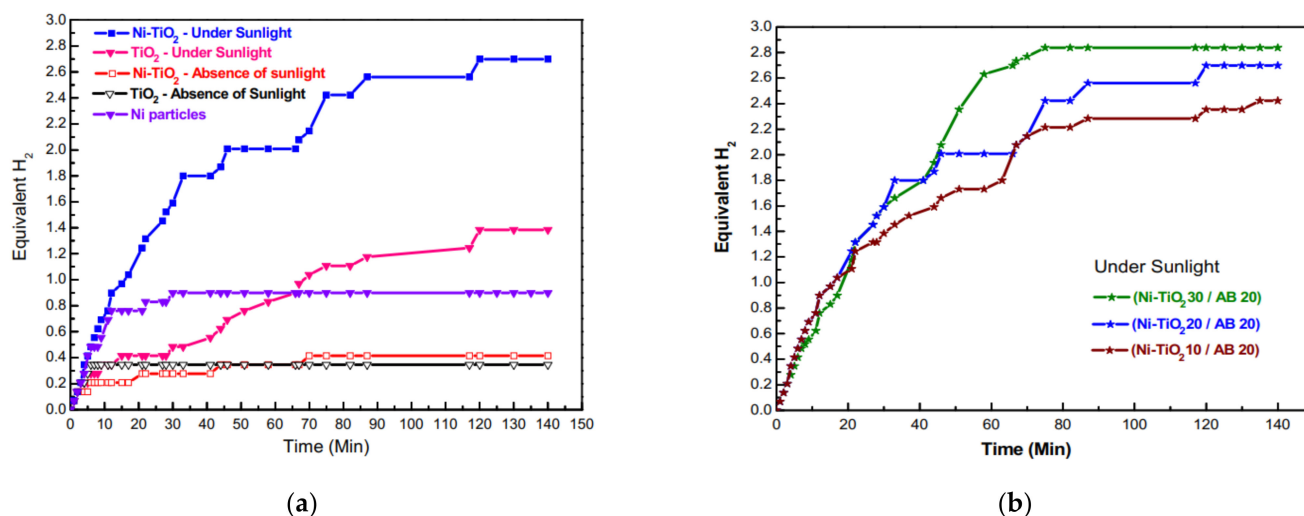 3.0
2.8
2.6
2.4
2.2
2.0
1.8
1.6
1.4
1.2
1.0
0.8
0.6
0.4
0.2
0.0
Equivalent H₂
Ni-TiO₂ - Under Sunlight
TiO₂ - Under Sunlight
Ni-TiO₂ - Absence of sunlight
TiO₂ - Absence of Sunlight
Ni particles
0 10 20 30 40 50 60 70 80 90 100 110 120 130 140 150
Time (Min)
(a)
3.0
2.8
2.6
2.4
2.2
2.0
1.8
1.6
1.4
1.2
1.0
0.8
0.6
0.4
0.2
0.0
Equivalent H₂
Under Sunlight
(Ni-TiO₂30 / AB 20)
(Ni-TiO₂20 / AB 20)
(Ni-TiO₂10 / AB 20)
0 20 40 60 80 100 120 140
Time (Min)
(b)